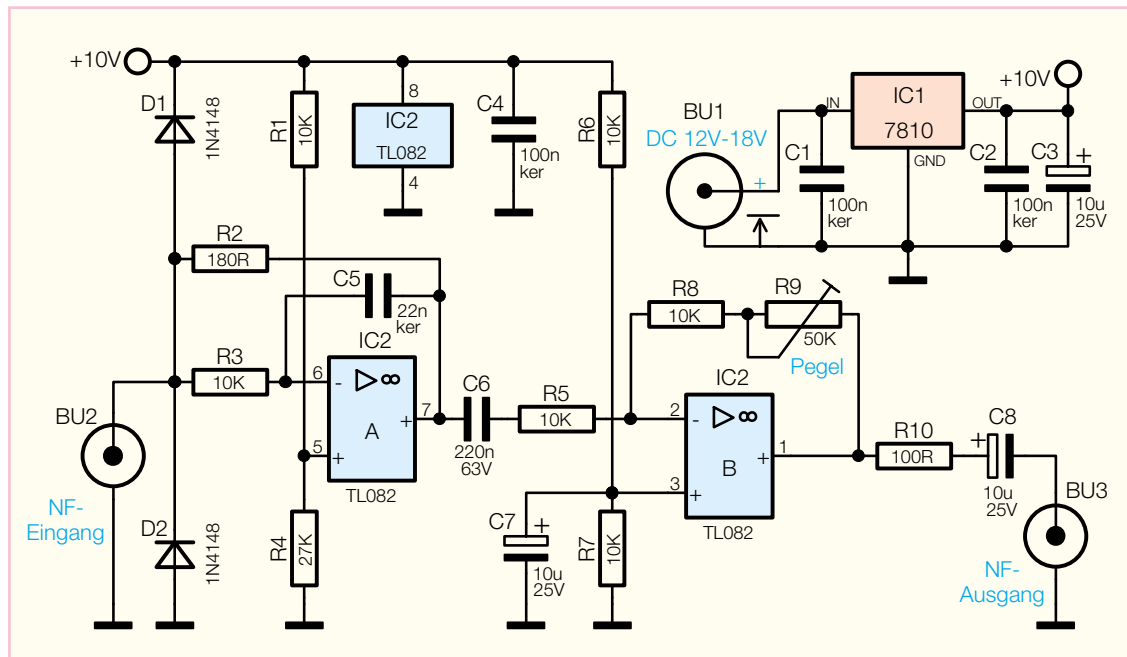 +10V
D1
1N4148
R1
10K
8
IC2
TL082
4
C4
100n
ker
R6
10K
BU1
DC 12V-18V
+
IN
IC1
7810
OUT
GND
+10V
C1
100n
ker
C2
100n
ker
C3
+
10u
25V
R2
180R
C5
22n
ker
R3
10K
IC2
6
-
▷∞
A
7
+
5
+
TL082
BU2
NF-
Eingang
D2
1N4148
R4
27K
C6
220n
63V
R5
10K
R8
10K
R9
50K
Pegel
IC2
2
-
▷∞
B
1
+
3
+
TL082
C7
+
10u
25V
R7
10K
R10
100R
C8
+
10u
25V
BU3
NF-
Ausgang